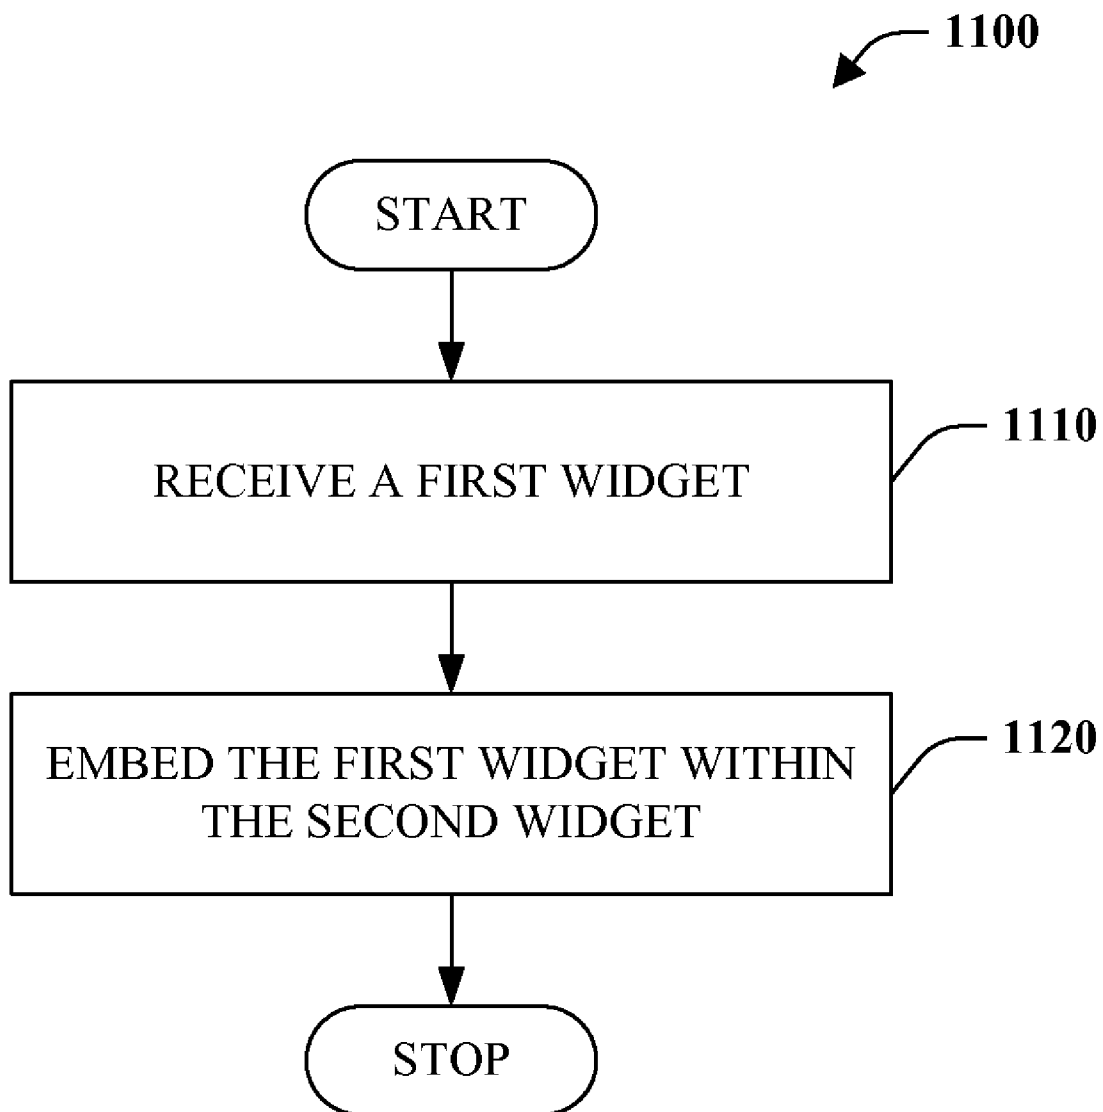 1100
START
RECEIVE A FIRST WIDGET
1110
EMBED THE FIRST WIDGET WITHIN
THE SECOND WIDGET
1120
STOP